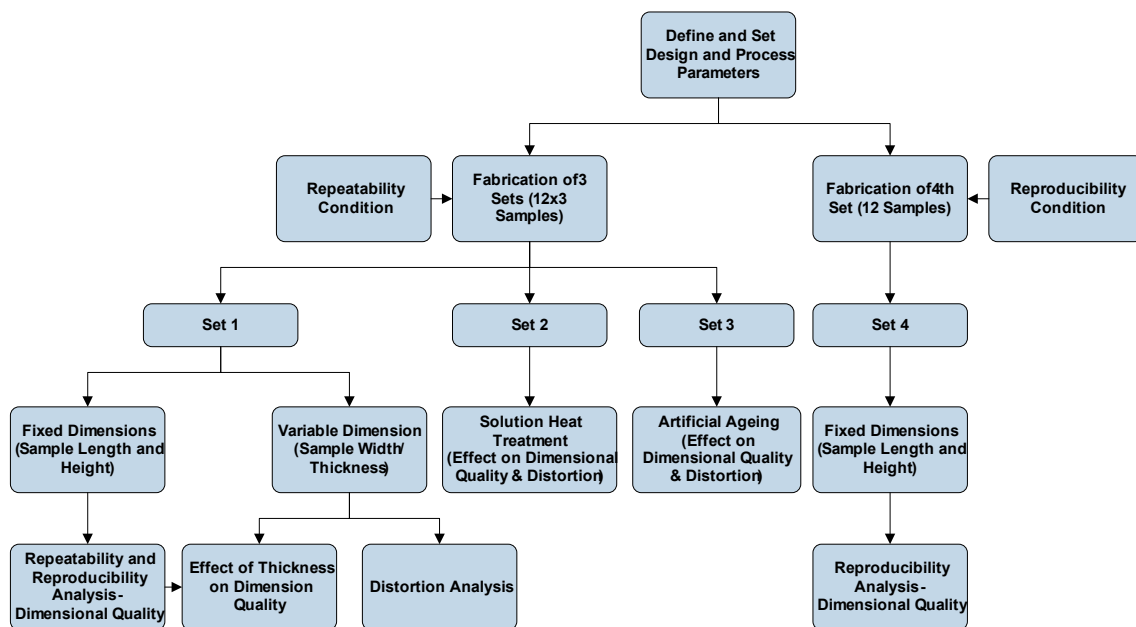 Define and Set
Design and Process
Parameters
Repeatability
Condition
Fabrication of3
Sets (12x3
Samples)
Fabrication of4th
Set (12 Samples)
Reproducibility
Condition
Set 1
Set 2
Set 3
Set 4
Fixed Dimensions
(Sample Length and
Height)
Variable Dimension
(Sample Width/
Thickness)
Solution Heat
Treatment
(Effect on Dimensional
Quality & Distortion)
Artificial Ageing
(Effect on
Dimensional Quality
& Distortion)
Fixed Dimensions
(Sample Length and
Height)
Repeatability and
Reproducibility
Analysis-
Dimensional Quality
Effect of Thickness
on Dimension
Quality
Distortion Analysis
Reproducibility
Analysis-
Dimensional Quality